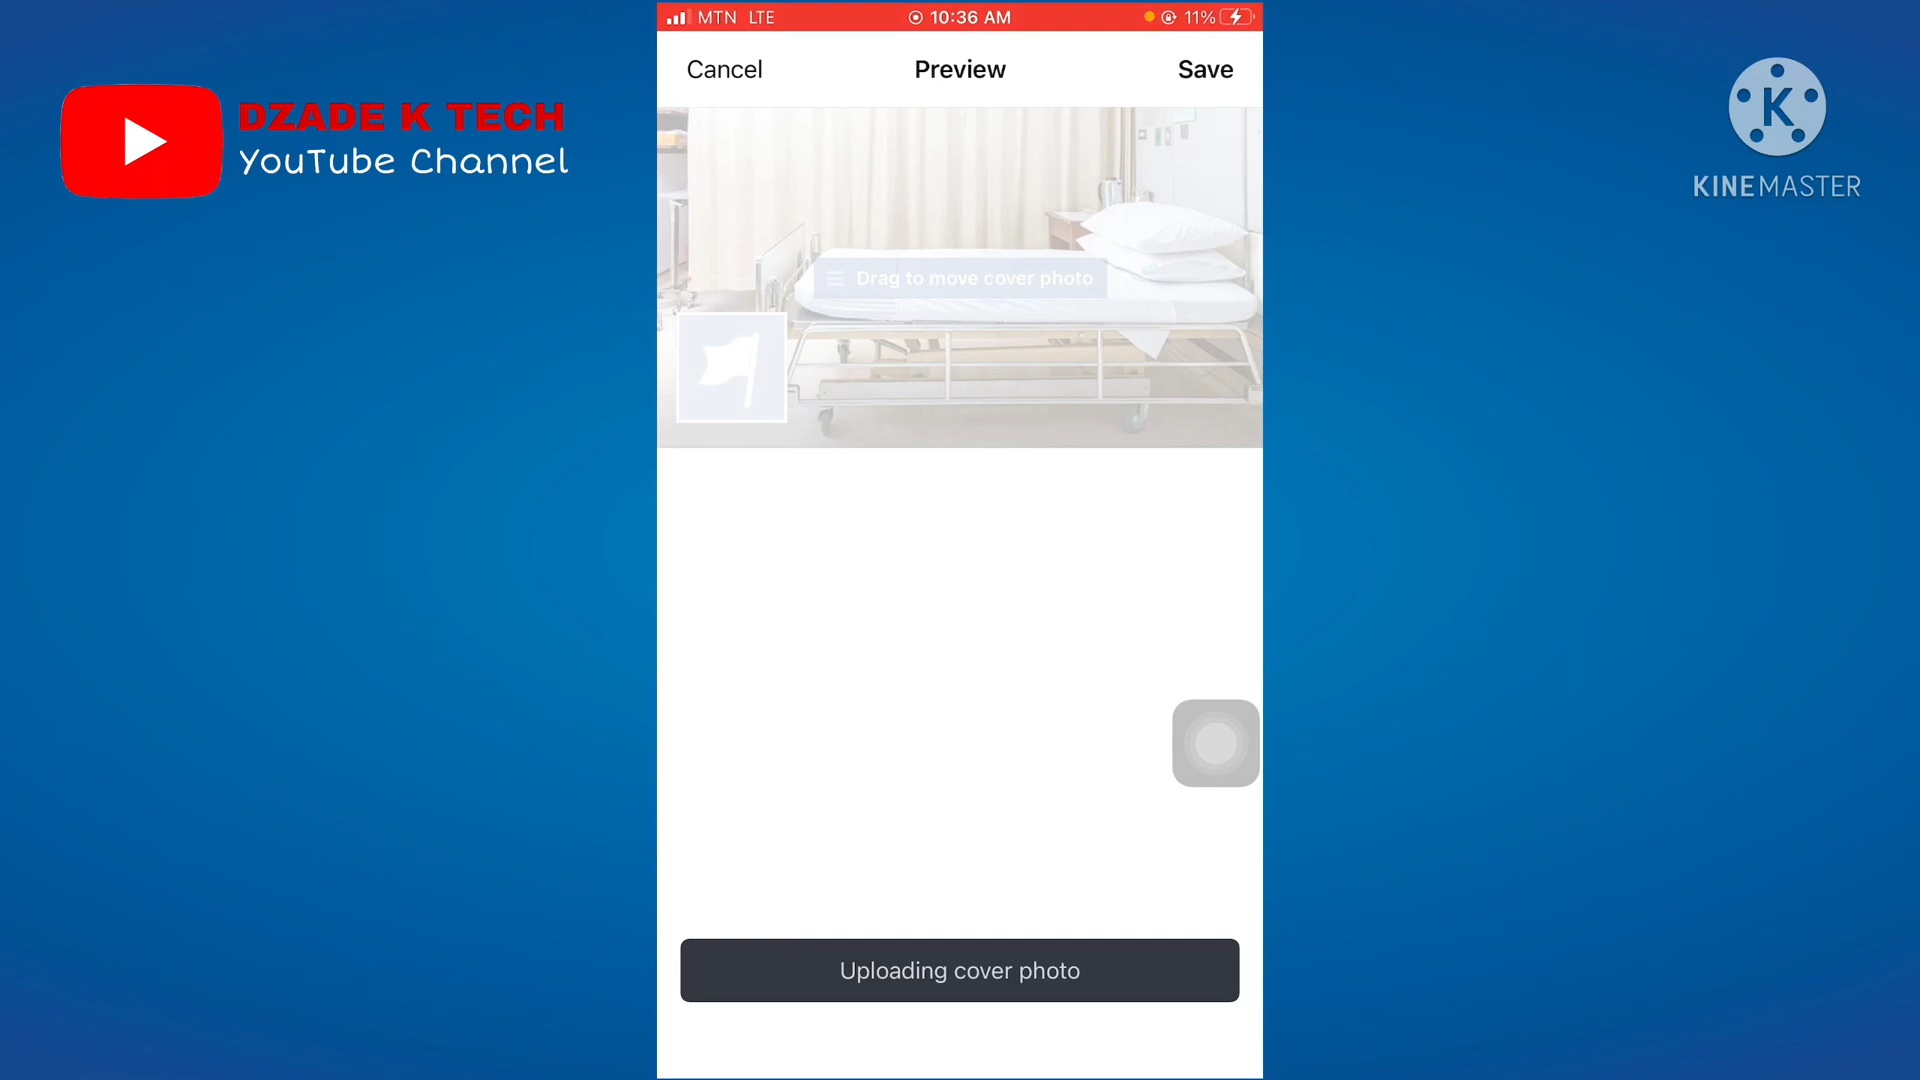 MTN LTE 10:36 AM 11%
Cancel Preview Save
DZADE K TECH
YouTube Channel
K
KINEMASTER
Drag to move cover photo
Uploading cover photo